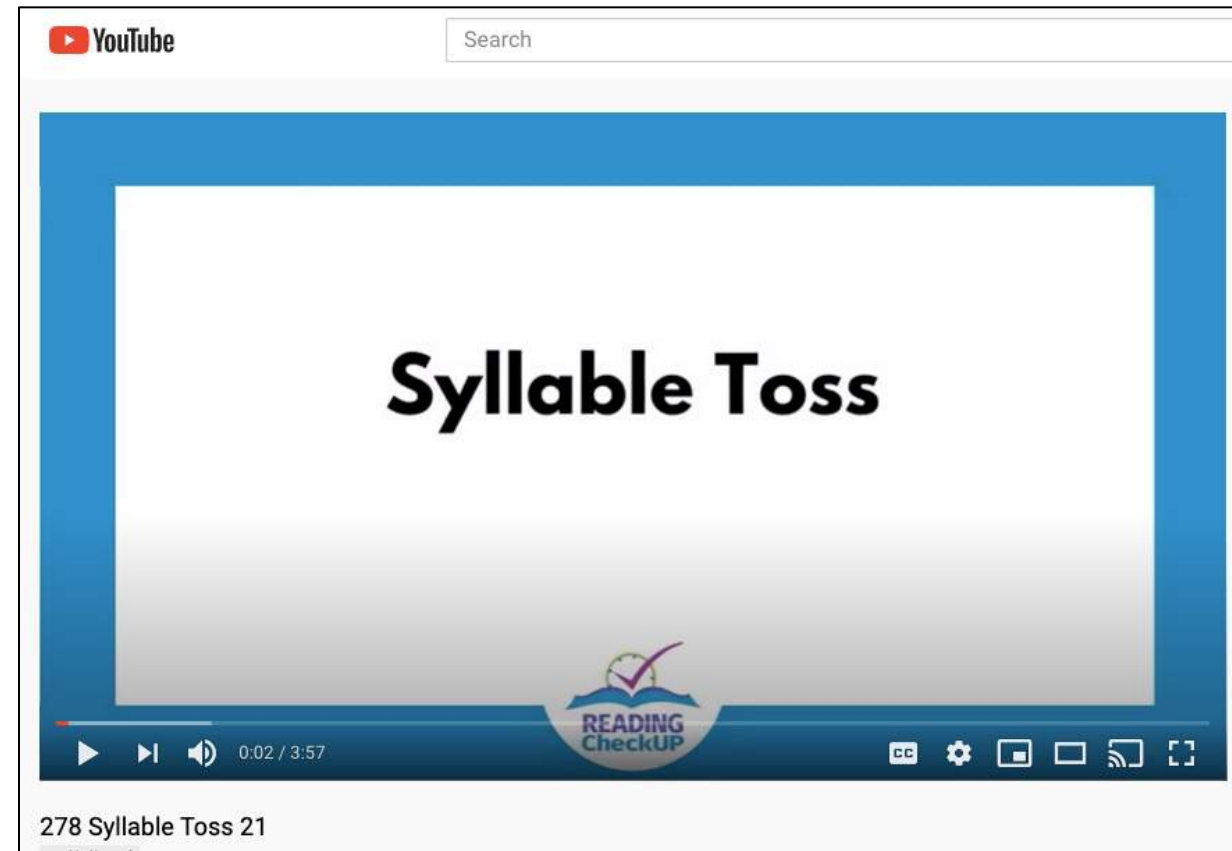 YouTube
Search
Syllable Toss
READING
CheckUP
0:02 / 3:57
CC
278 Syllable Toss 21